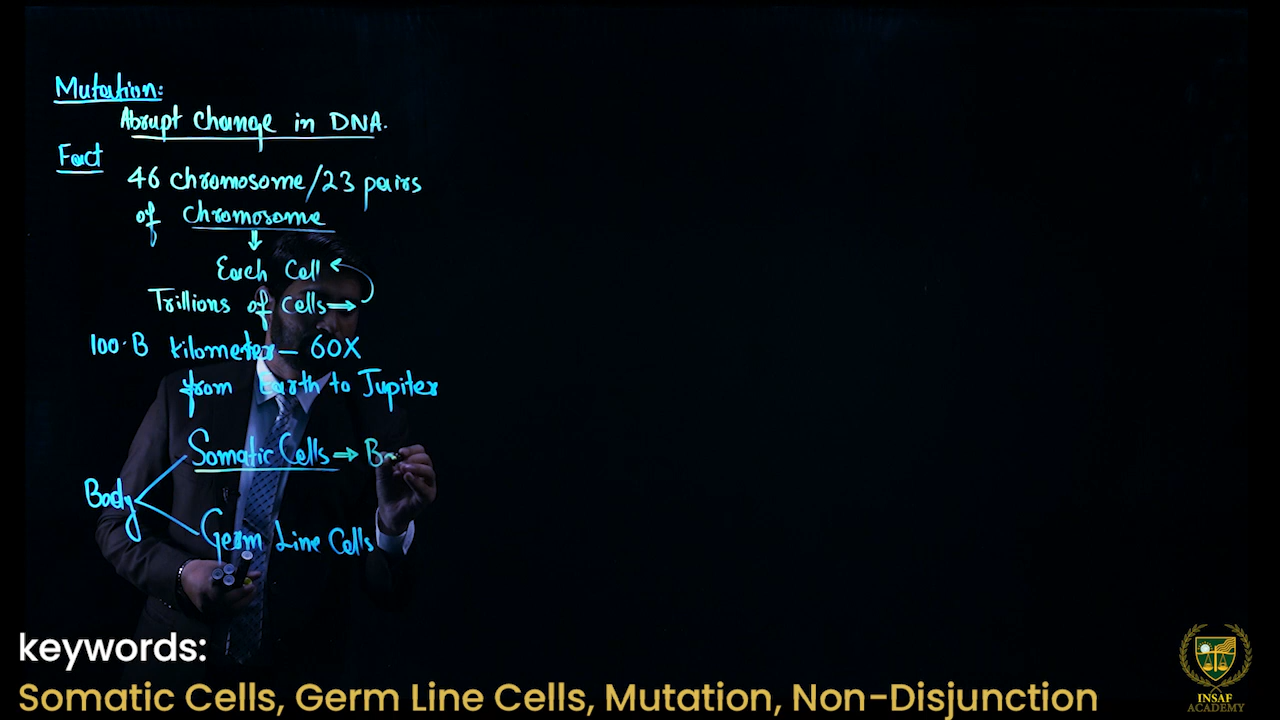 Mutation:
Abrupt change in DNA.
Fact
46 chromosome/23 pairs
of chromosome
Each Cell
Trillions of cells
100.B kilometer – 60X
from Earth to Jupiter
Somatic Cells ⇒
Body
Germ Line Cells
keywords:
Somatic Cells, Germ Line Cells, Mutation, Non-Disjunction
INSAF
ACADEMY